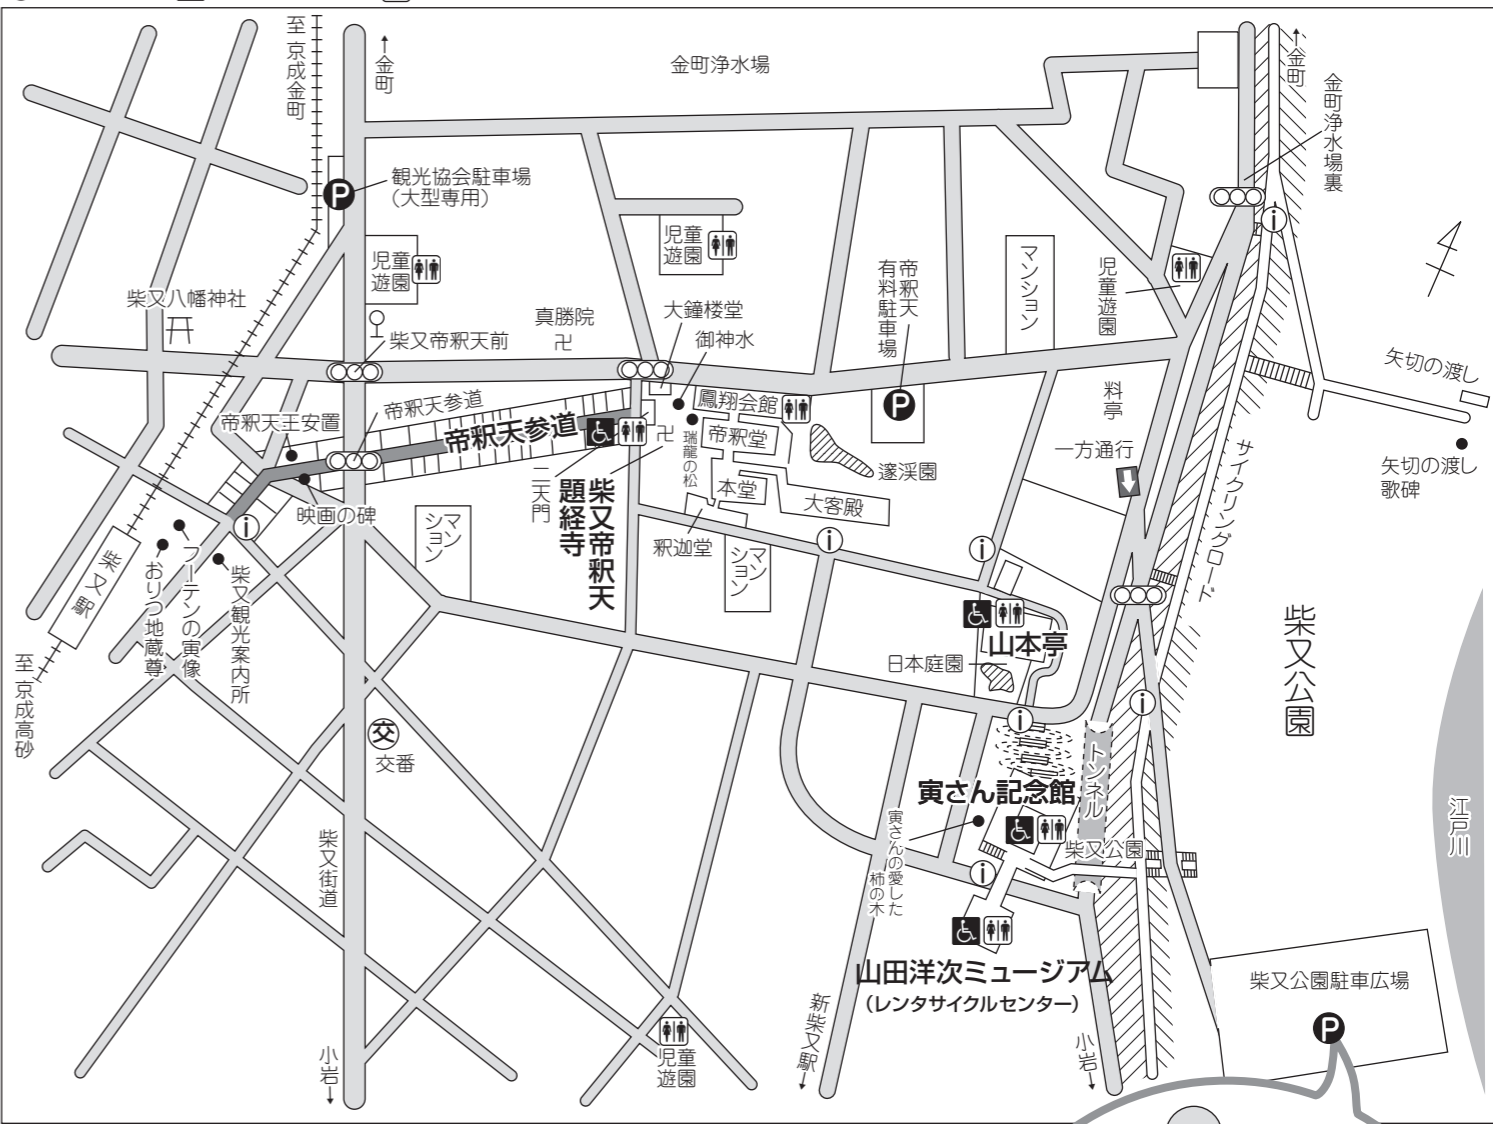 至 京成金町
↑金町
金町浄水場
↑金町
金町浄水場裏
P
観光協会駐車場
(大型専用)
児童
遊園
児童
遊園
帝釈天
有料駐車場
マンション
児童遊園
i
柴又八幡神社
柴又帝釈天前
真勝院
卍
大鐘楼堂
御神水
矢切の渡し
料亭
帝釈天王安置
帝釈天参道
帝釈天参道
鳳翔会館
P
卍
瑞龍の松
帝釈堂
邃渓園
一方通行
サイクリングロード
矢切の渡し
歌碑
映画の碑
i
マンション
二天門
柴又帝釈天
題経寺
本堂
大客殿
釈迦堂
マンション
i
i
柴又駅
おりつ地蔵尊
フーテンの寅像
柴又観光案内所
至 京成高砂
山本亭
日本庭園
柴又公園
i
i
交
交番
トンネル
寅さん記念館
寅さんの愛した
柿の木
柴又公園
i
江戸川
柴又街道
山田洋次ミュージアム
(レンタサイクルセンター)
柴又公園駐車広場
P
児童
遊園
小岩→
新柴又駅→
小岩→